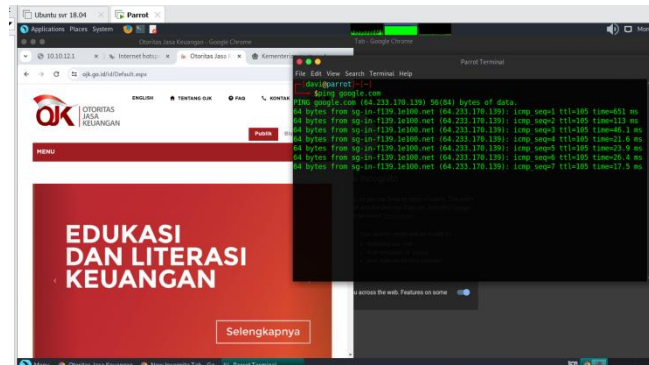 Ubuntu svr 18.04
Parrot
Applications Places System
Otoritas Jasa Keuangan - Google Chrome
Tab - Google Chrome
10.10.12.1
Internet hotsp
Otoritas Jasa
Kementeri
ojk.go.id/id/Default.aspx
ENGLISH TENTANG OJK FAQ KONTAK
OJK OTORITAS
JASA
KEUANGAN
Publik
MENU
EDUKASI
DAN LITERASI
KEUANGAN
Selengkapnya
Parrot Terminal
File Edit View Search Terminal Help
[davi@parrot]-[~]
$ping google.com
PING google.com (64.233.170.139) 56(84) bytes of data.
64 bytes from sg-in-f139.1e100.net (64.233.170.139): icmp_seq=1 ttl=105 time=651 ms
64 bytes from sg-in-f139.1e100.net (64.233.170.139): icmp_seq=2 ttl=105 time=113 ms
64 bytes from sg-in-f139.1e100.net (64.233.170.139): icmp_seq=3 ttl=105 time=46.1 ms
64 bytes from sg-in-f139.1e100.net (64.233.170.139): icmp_seq=4 ttl=105 time=21.6 ms
64 bytes from sg-in-f139.1e100.net (64.233.170.139): icmp_seq=5 ttl=105 time=23.9 ms
64 bytes from sg-in-f139.1e100.net (64.233.170.139): icmp_seq=6 ttl=105 time=26.4 ms
64 bytes from sg-in-f139.1e100.net (64.233.170.139): icmp_seq=7 ttl=105 time=17.5 ms
u across the web. Features on some
Menu
Parrot Terminal